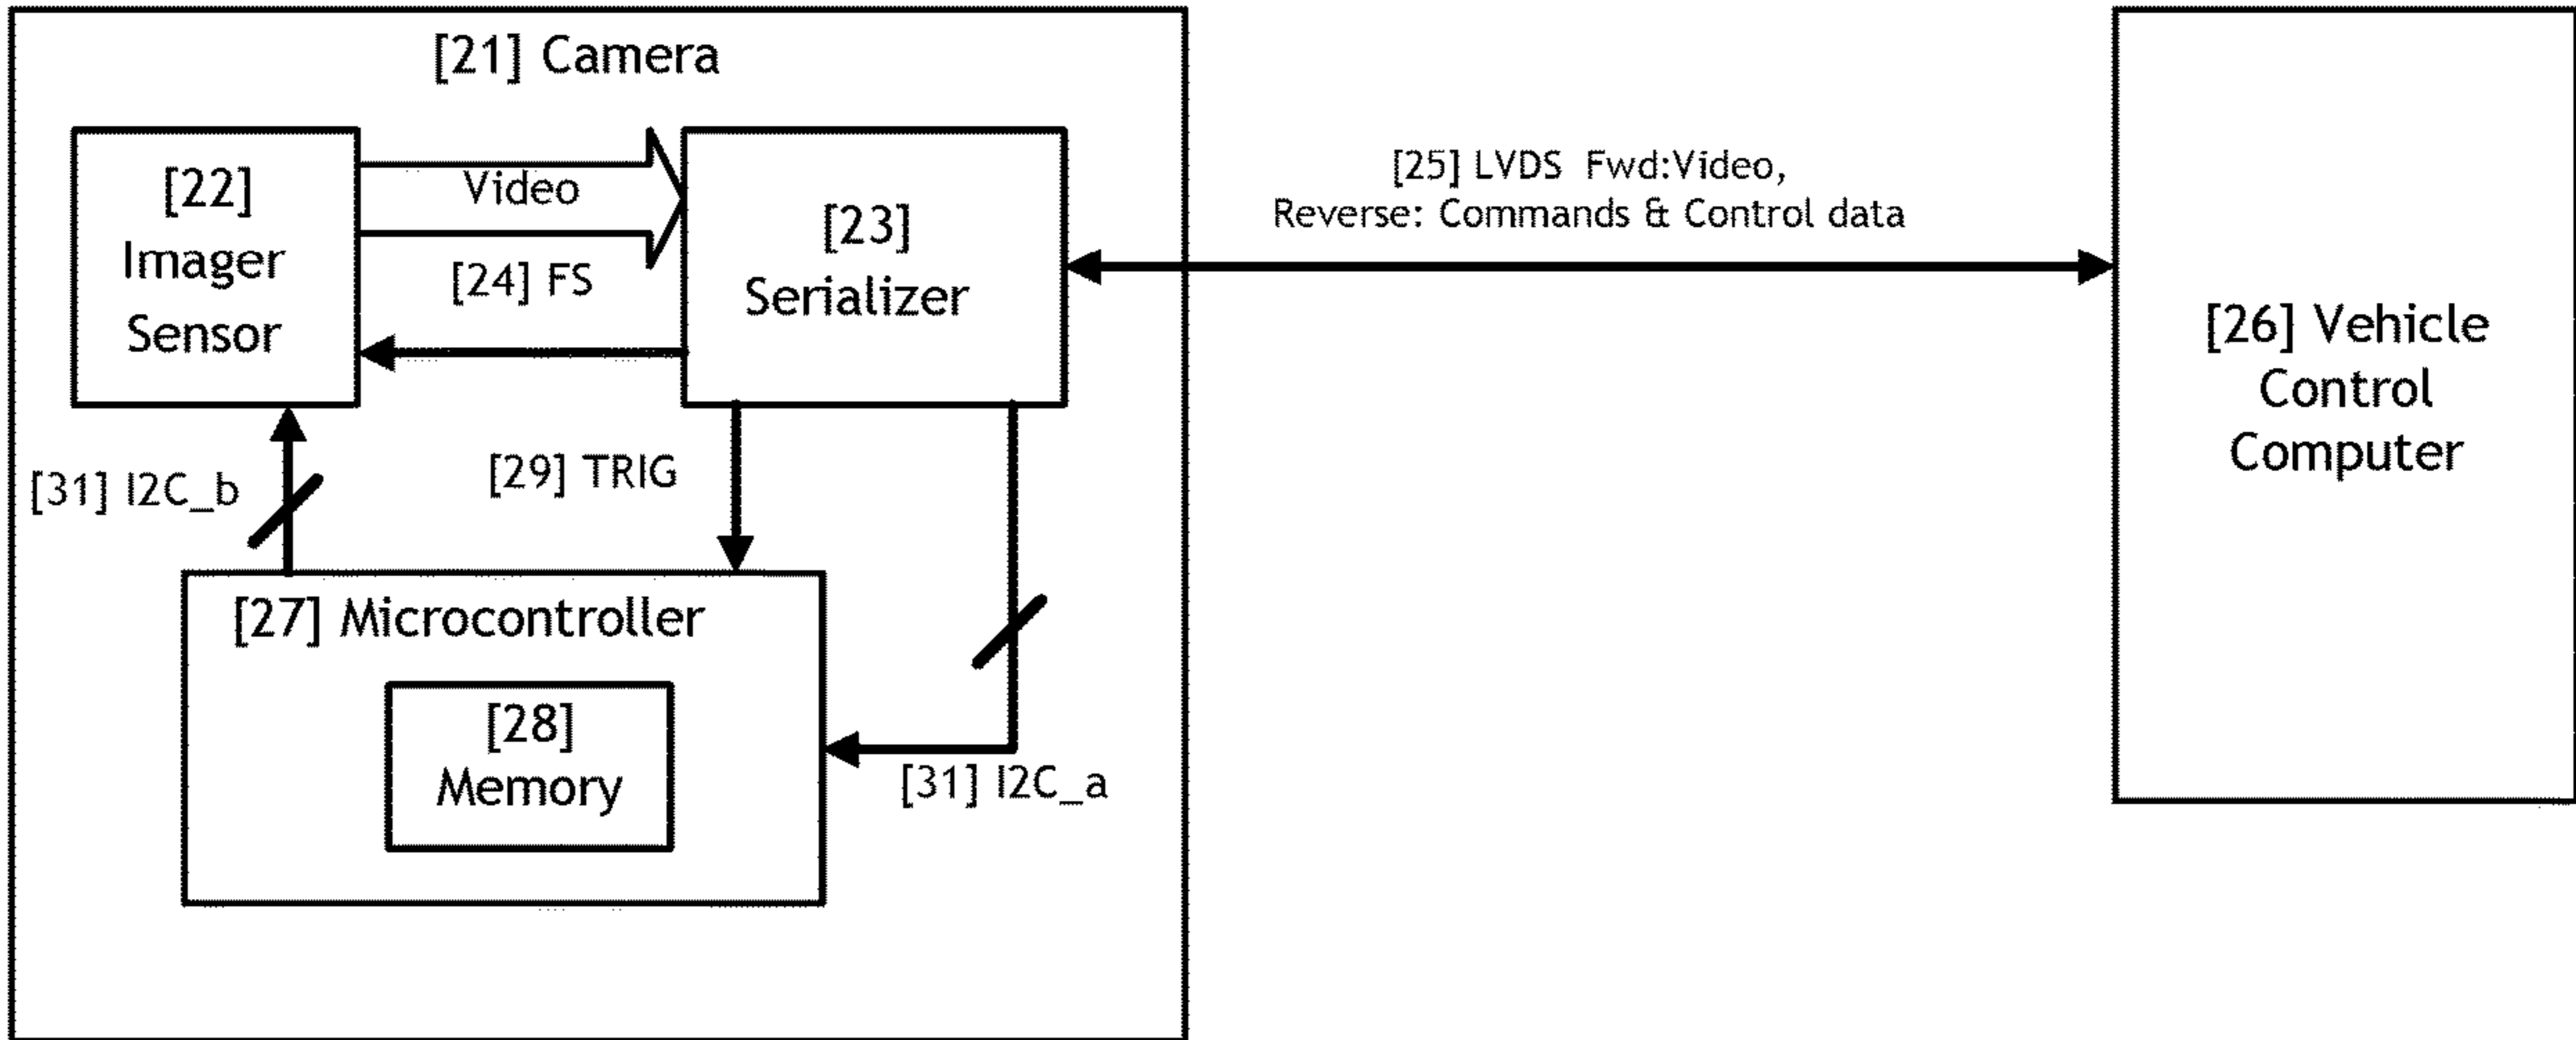 [21] Camera
[22]
Imager
Sensor
Video
[24] FS
[23]
Serializer
[25] LVDS  Fwd:Video,
Reverse: Commands & Control data
[26] Vehicle
Control
Computer
[31] I2C_b
[29] TRIG
[27] Microcontroller
[28]
Memory
[31] I2C_a